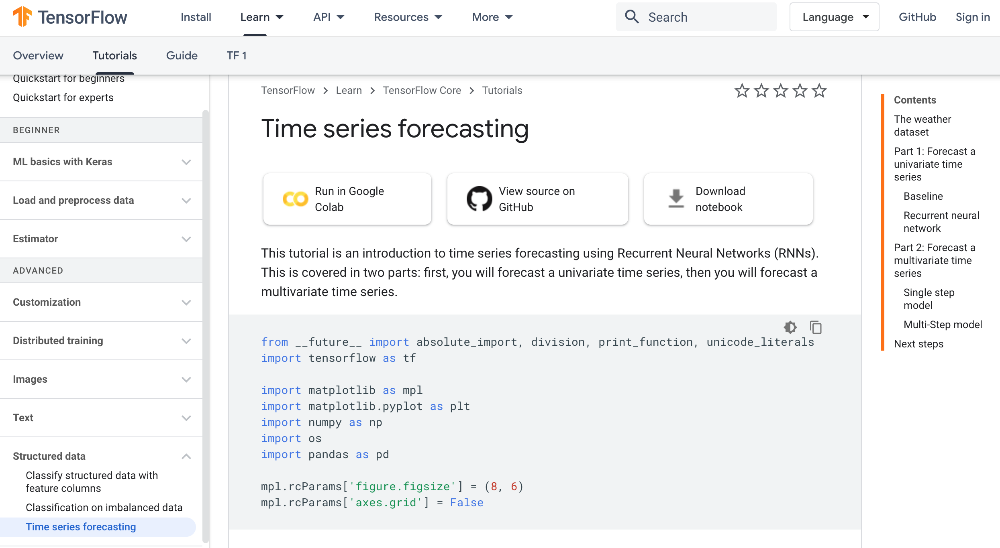 TensorFlow
Install
Learn
API
Resources
More
Search
Language
GitHub
Sign in
Overview
Tutorials
Guide
TF 1
Quickstart for beginners
Quickstart for experts
BEGINNER
ML basics with Keras
Load and preprocess data
Estimator
ADVANCED
Customization
Distributed training
Images
Text
Structured data
Classify structured data with
feature columns
Classification on imbalanced data
Time series forecasting
TensorFlow > Learn > TensorFlow Core > Tutorials
Time series forecasting
Run in Google
Colab
View source on
GitHub
Download
notebook
This tutorial is an introduction to time series forecasting using Recurrent Neural Networks (RNNs).
This is covered in two parts: first, you will forecast a univariate time series, then you will forecast a
multivariate time series.
from __future__ import absolute_import, division, print_function, unicode_literals
import tensorflow as tf
import matplotlib as mpl
import matplotlib.pyplot as plt
import numpy as np
import os
import pandas as pd
mpl.rcParams['figure.figsize'] = (8, 6)
mpl.rcParams['axes.grid'] = False
Contents
The weather
dataset
Part 1: Forecast a
univariate time
series
Baseline
Recurrent neural
network
Part 2: Forecast a
multivariate time
series
Single step
model
Multi-Step model
Next steps